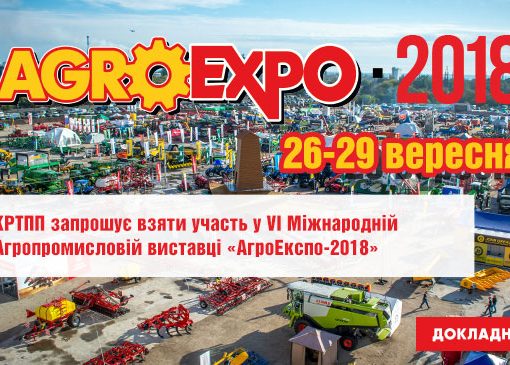 AGROEXPO · 2018
26-29 вересня
КРТПП запрошує взяти участь у VI Міжнародній
Агропромисловій виставці «АгроЕкспо-2018»
ДОКЛАДН